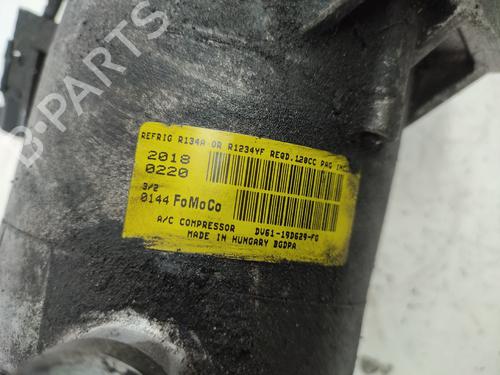 REFRIG R134A OR R1234YF REQD.120CC PAG
2018
0220
3/2
0144 FoMoCo
A/C COMPRESSOR DV61-19D629-FG
MADE IN HUNGARY BGDPA
B-PARTS